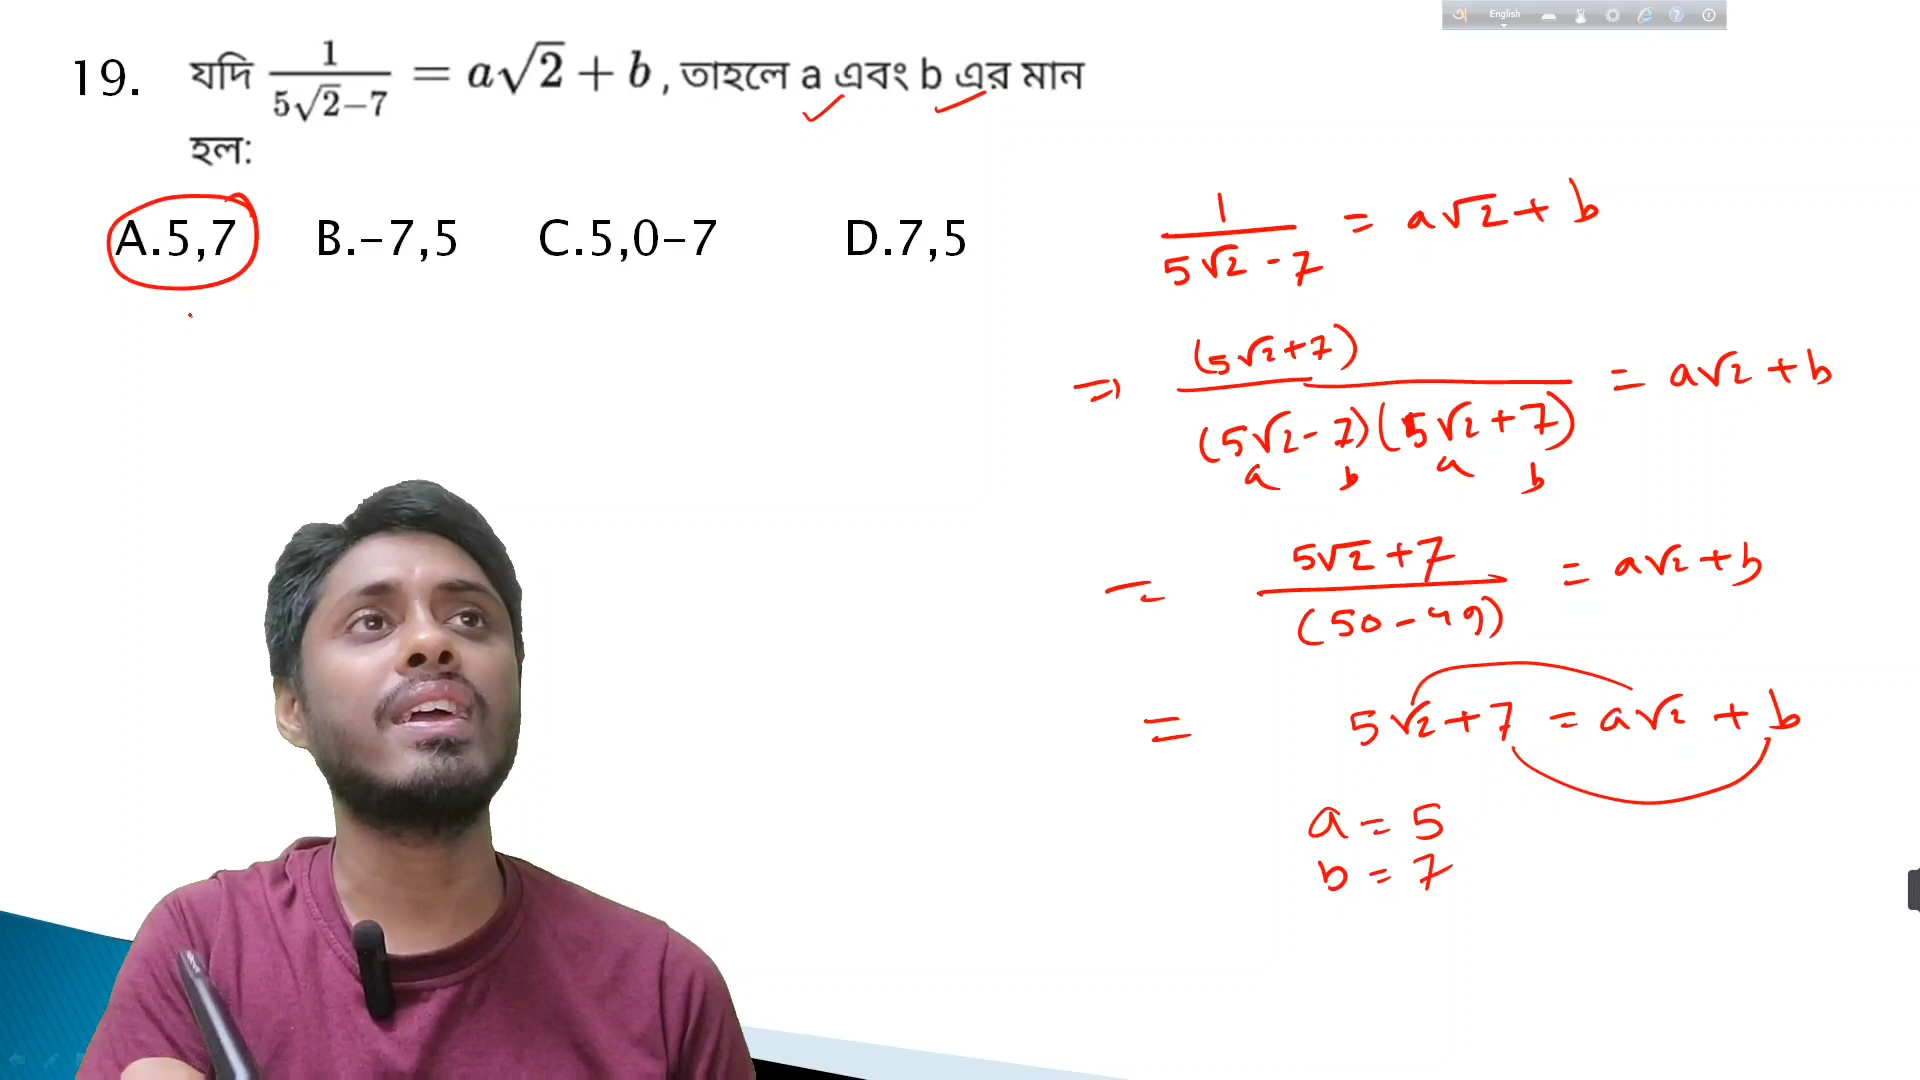 English
19. যদি 1/(5√2−7) = a√2 + b, তাহলে a এবং b এর মান
হল:
A.5,7 B.-7,5 C.5,0-7 D.7,5
1/(5√2 - 7) = a√2 + b
⇒ (5√2+7)/((5√2-7)(5√2+7)) = a√2 + b
a b a b
= (5√2+7)/(50-49) = a√2 + b
= 5√2+7 = a√2 + b
a = 5
b = 7